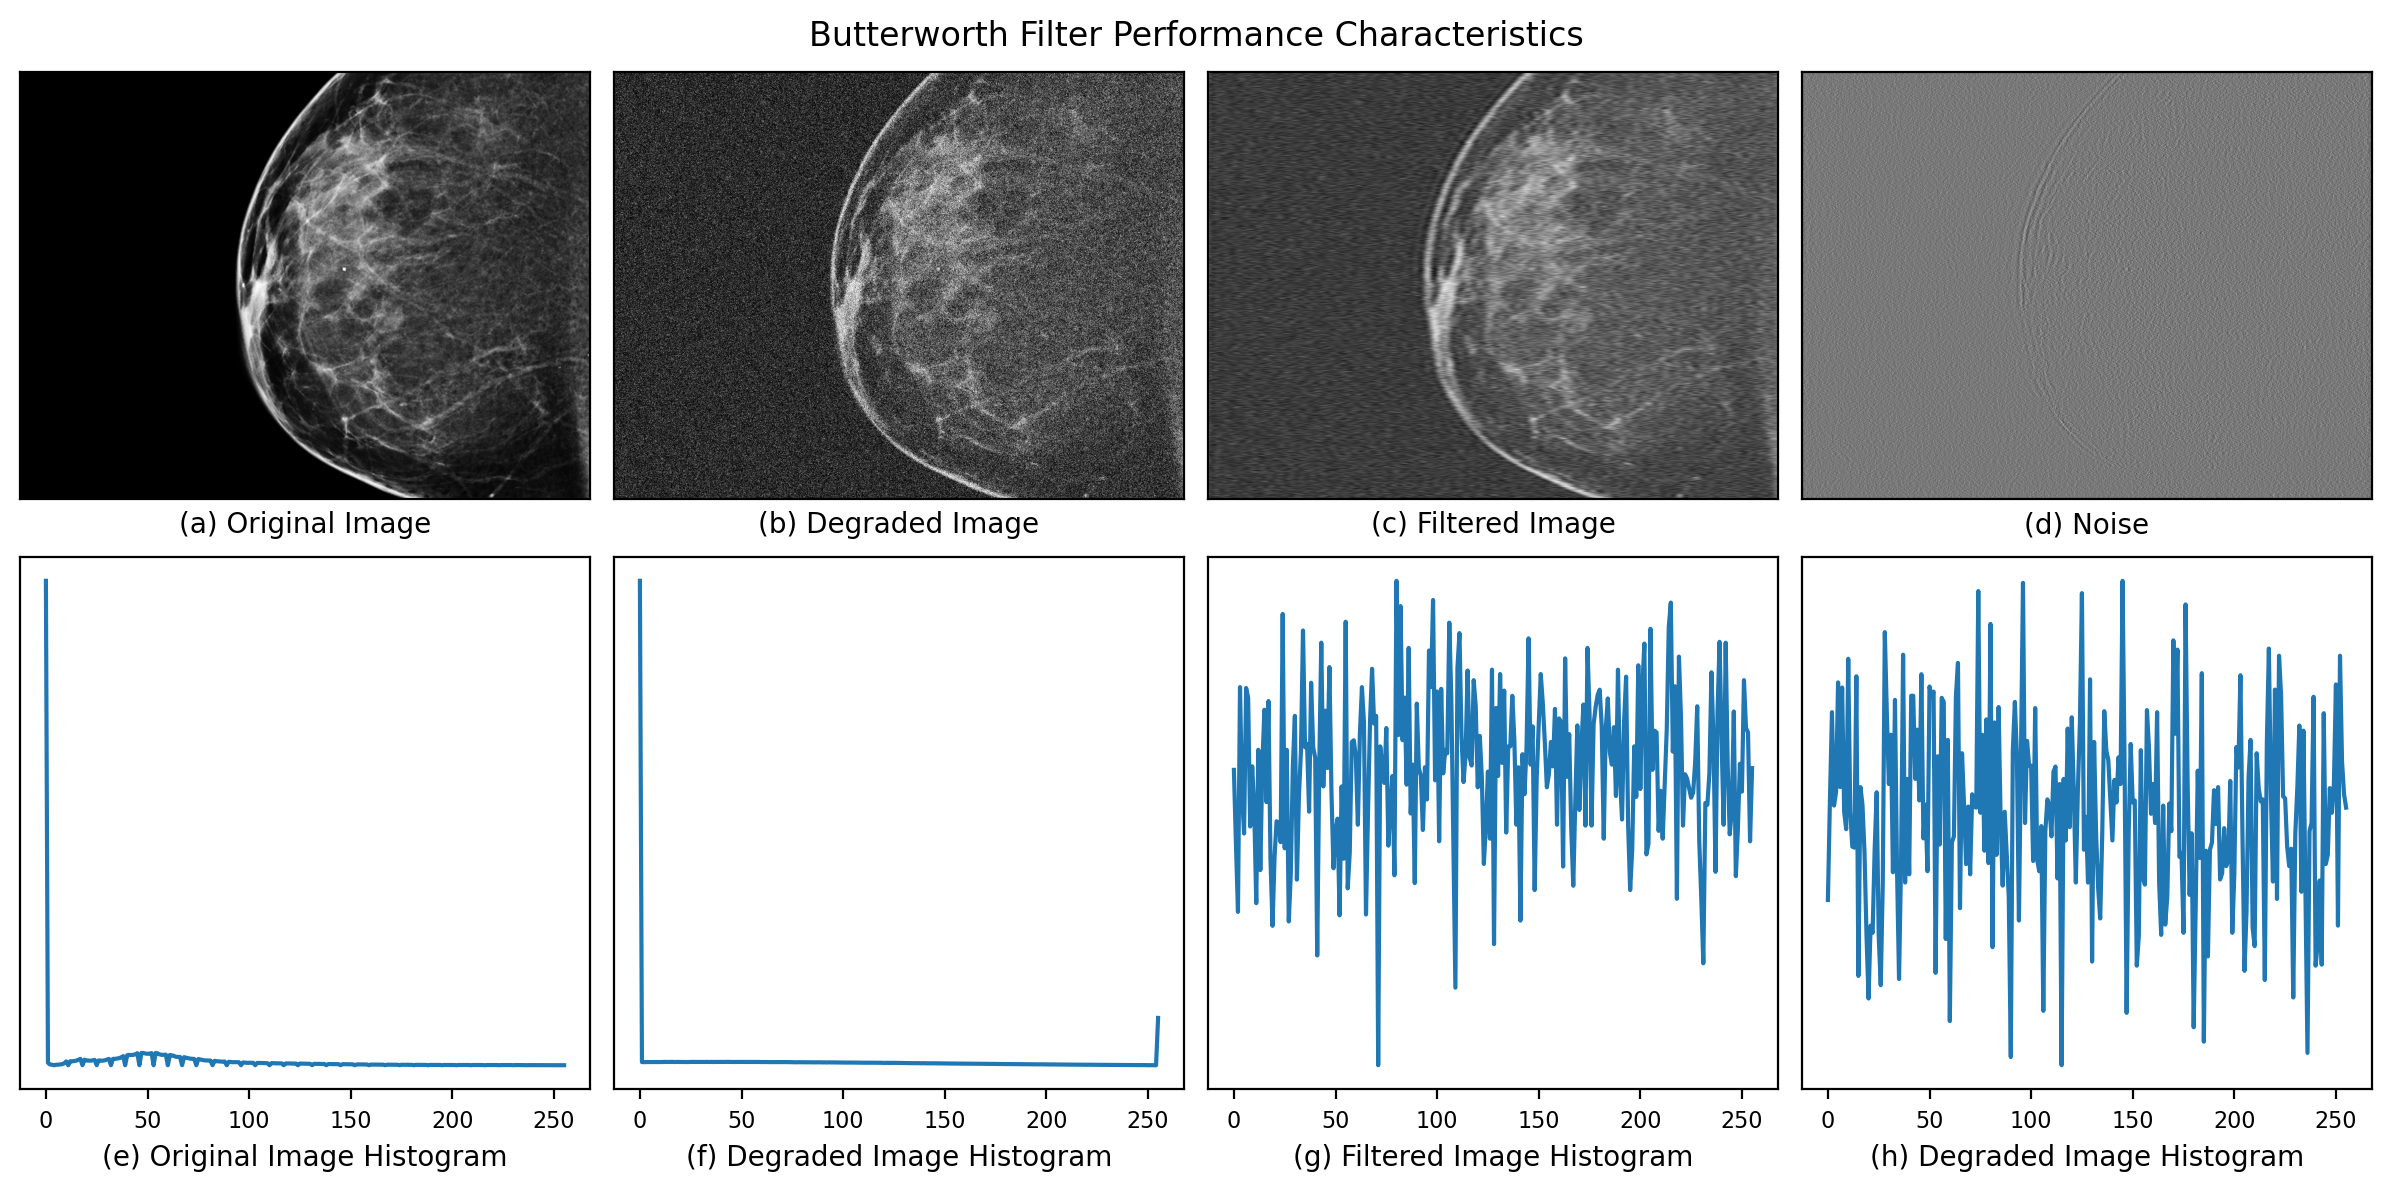 Butterworth Filter Performance Characteristics
(a) Original Image
(b) Degraded Image
(c) Filtered Image
(d) Noise
0 50 100 150 200 250
(e) Original Image Histogram
0 50 100 150 200 250
(f) Degraded Image Histogram
0 50 100 150 200 250
(g) Filtered Image Histogram
0 50 100 150 200 250
(h) Degraded Image Histogram